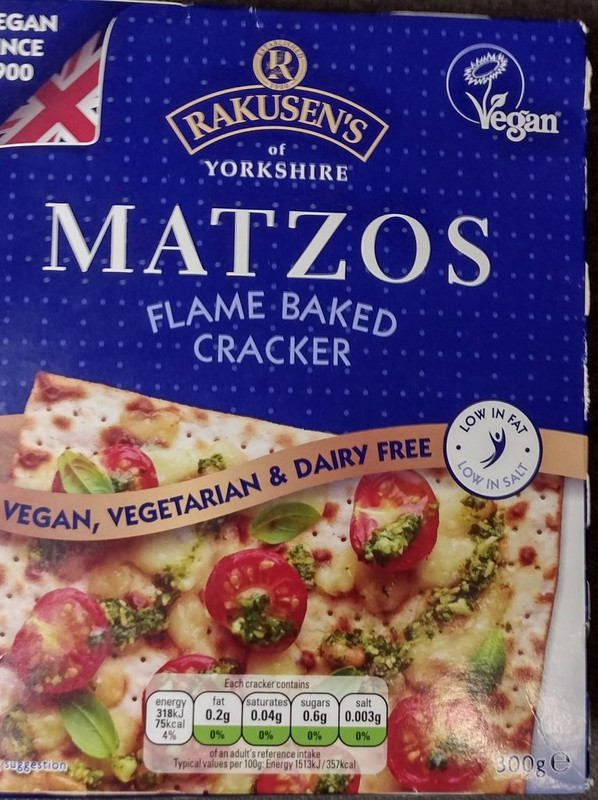 EGAN
NCE
900
R
RAKUSEN'S
of
YORKSHIRE
Vegan
MATZOS
FLAME BAKED
CRACKER
LOW IN FAT
LOW IN SALT
VEGAN, VEGETARIAN & DAIRY FREE
Each cracker contains
energy 318kJ 75kcal 4%
fat 0.2g 0%
saturates 0.04g 0%
sugars 0.6g 0%
salt 0.003g 0%
of an adult's reference intake
Typical values per 100g: Energy 1513kJ/357kcal
suggestion
300g e